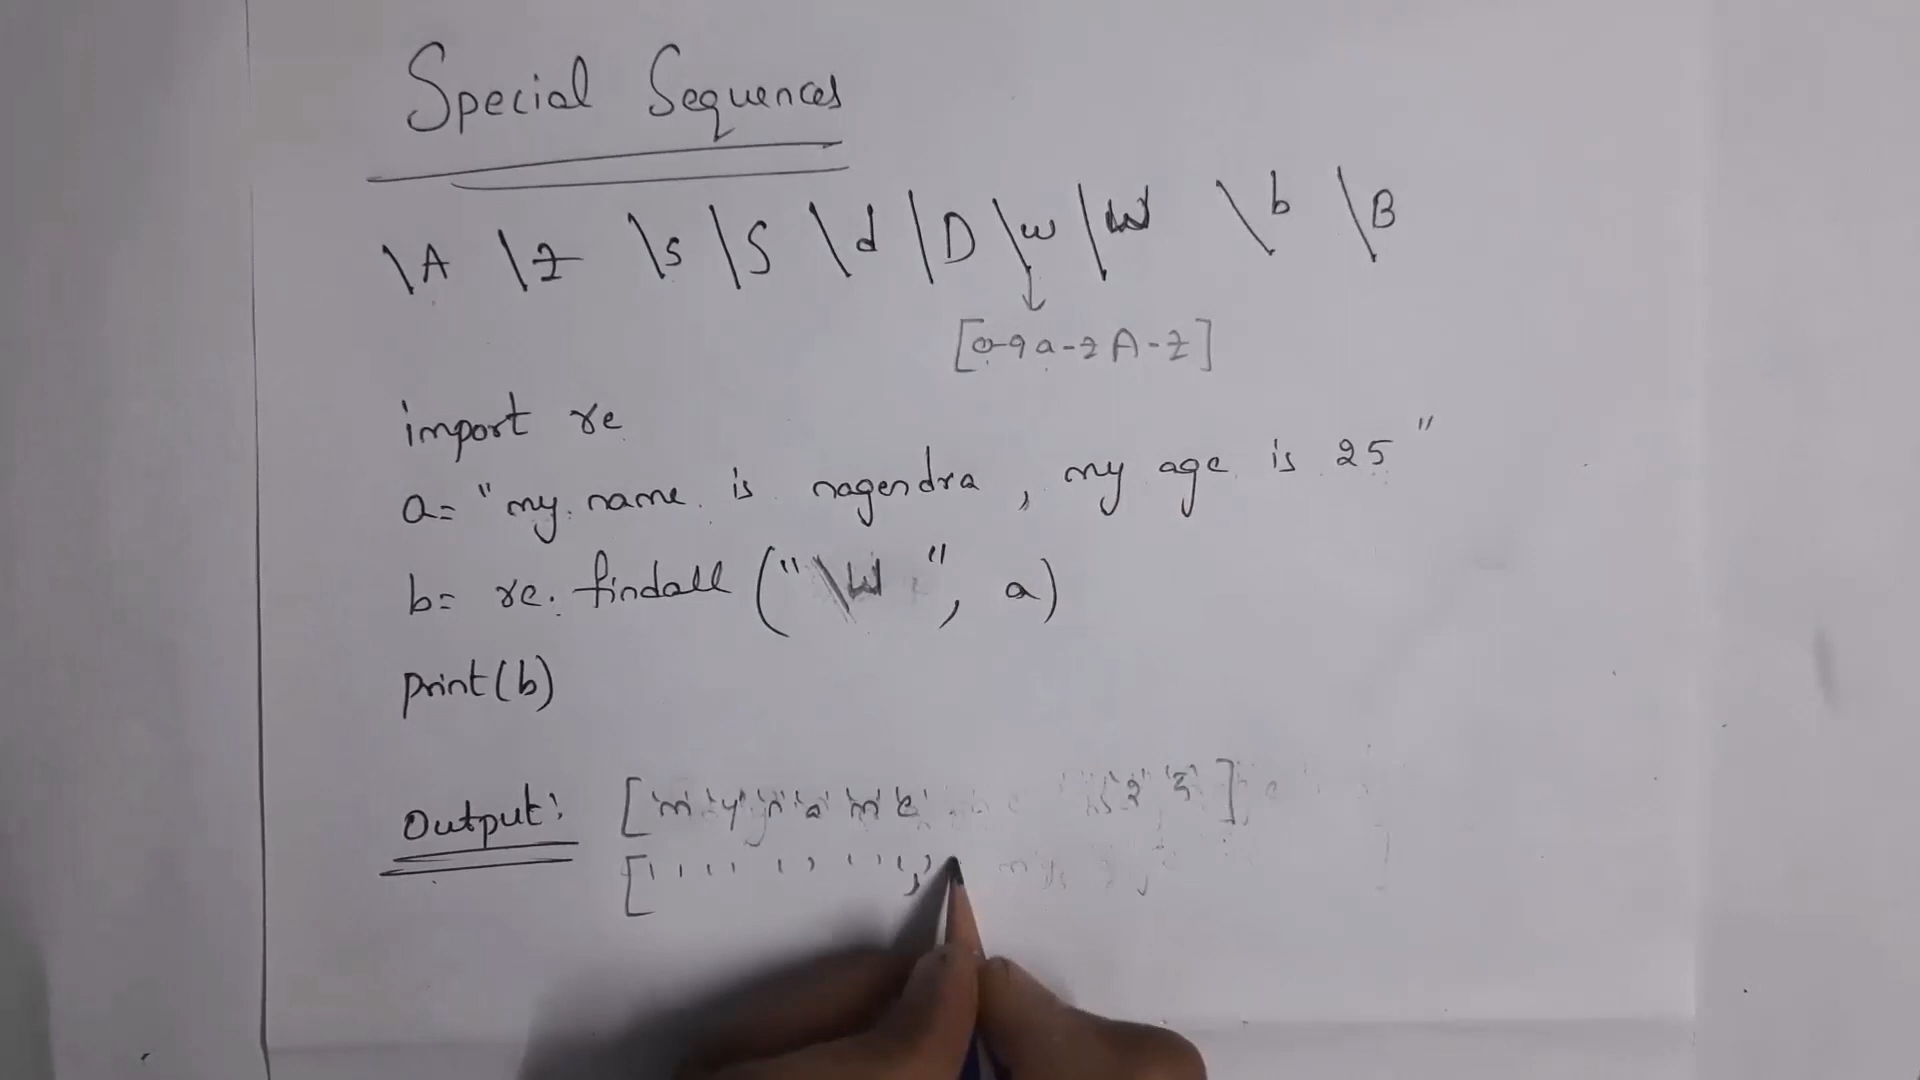 Special Sequences
\A \Z \s \S \d \D \w \W \b \B
[0-9a-zA-Z]
import re
a= "my name is nagendra , my age is 25"
b= re.findall ("\W", a)
print(b)
Output: ['m' 'y' 'n' 'a' 'm' 'e'
[' ' ' ' ' ' ' ' ','